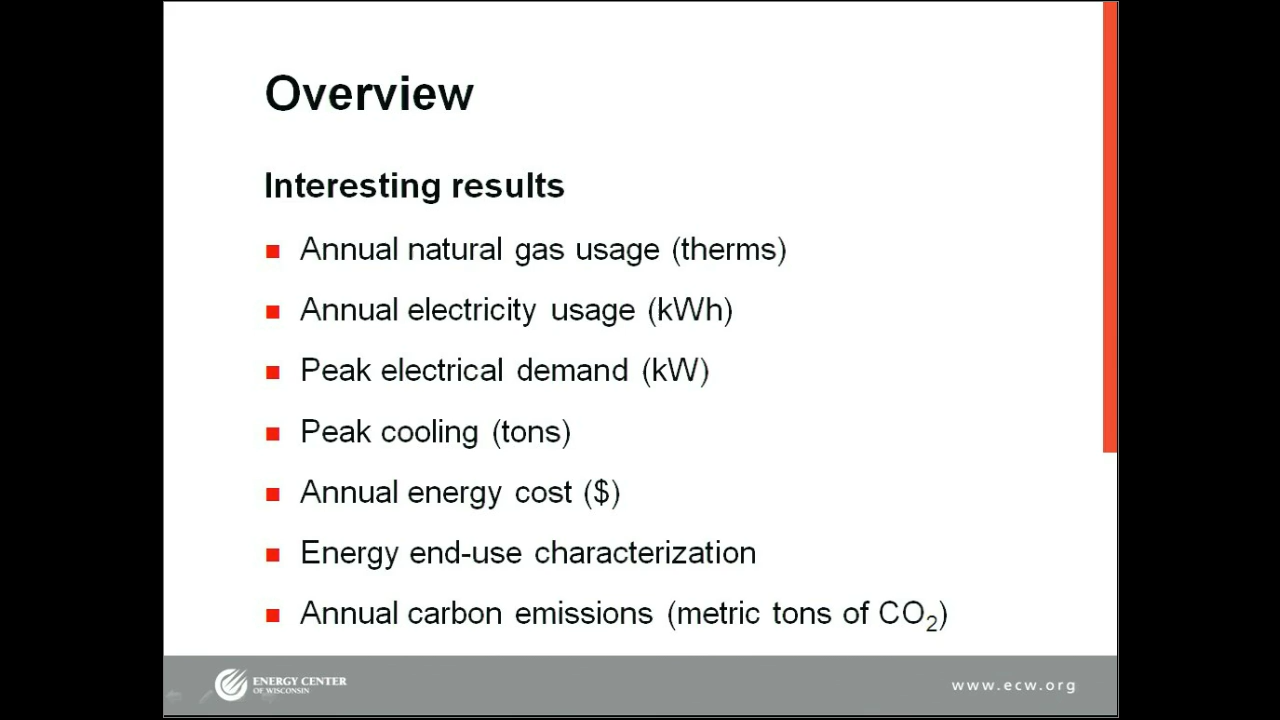 Overview
Interesting results
Annual natural gas usage (therms)
Annual electricity usage (kWh)
Peak electrical demand (kW)
Peak cooling (tons)
Annual energy cost ($)
Energy end-use characterization
Annual carbon emissions (metric tons of CO₂)
ENERGY CENTER
OF WISCONSIN
www.ecw.org